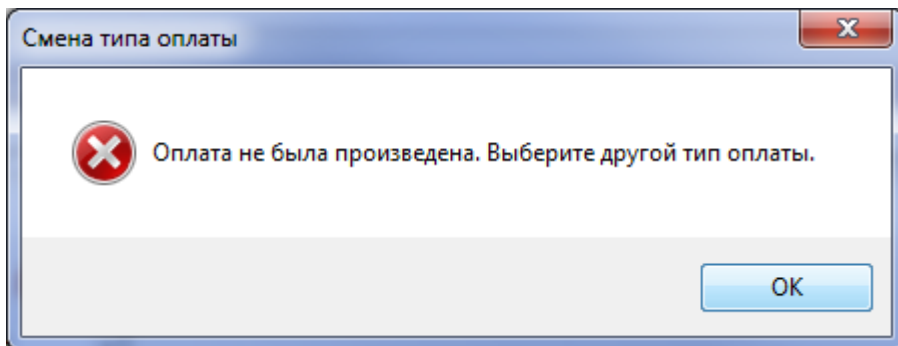 Смена типа оплаты
Оплата не была произведена. Выберите другой тип оплаты.
OK